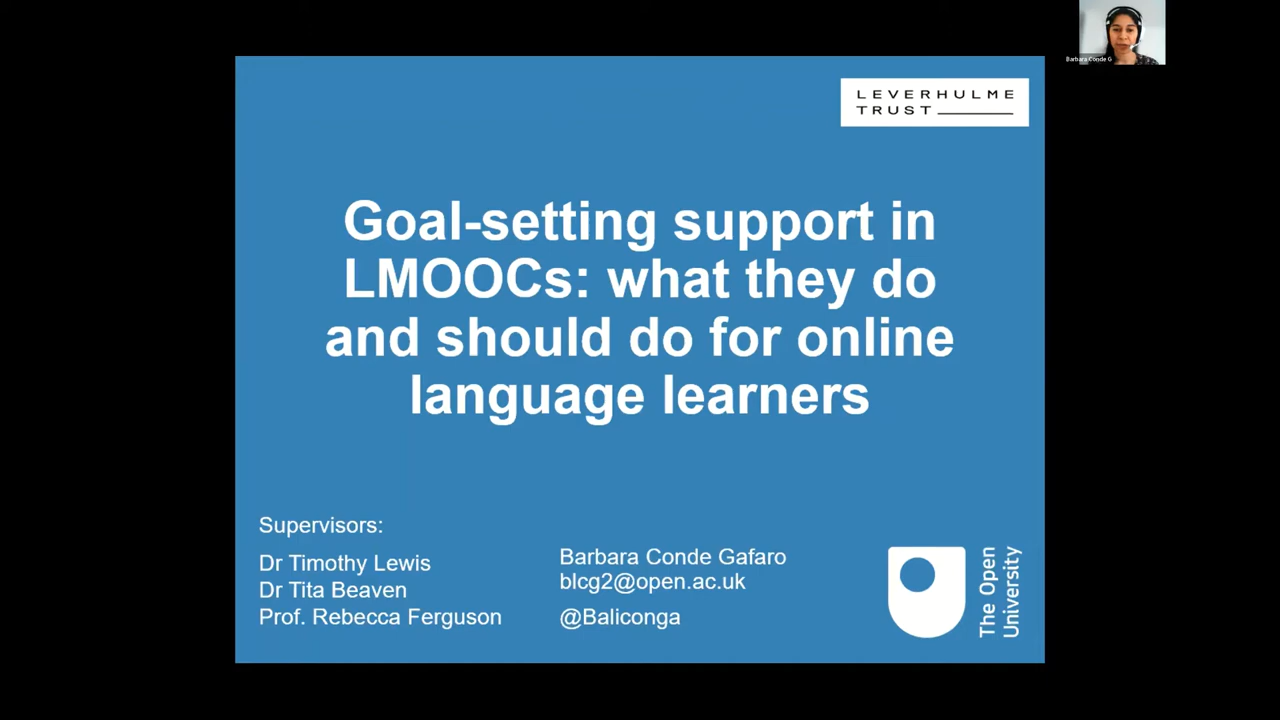 Barbara Conde G
LEVERHULME
TRUST
Goal-setting support in
LMOOCs: what they do
and should do for online
language learners
Supervisors:
Dr Timothy Lewis
Dr Tita Beaven
Prof. Rebecca Ferguson
Barbara Conde Gafaro
blcg2@open.ac.uk
@Baliconga
The Open
University